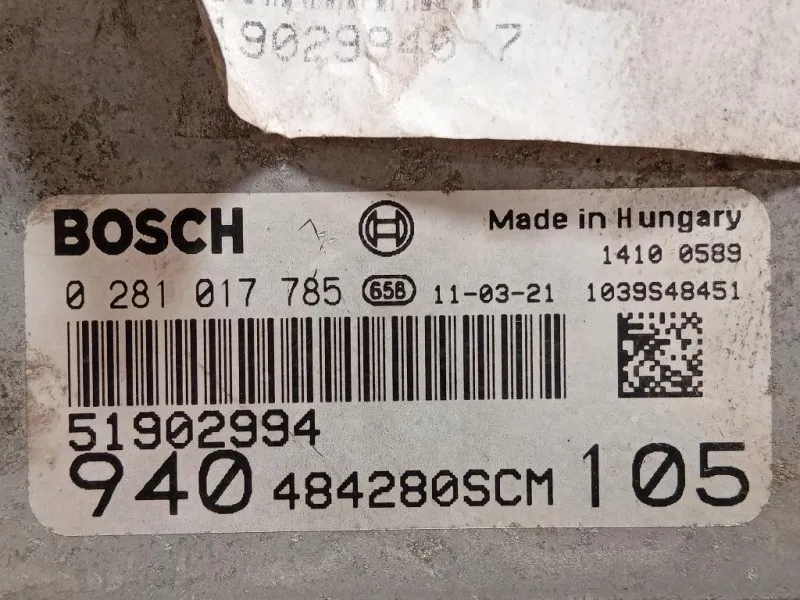 19029940 7
BOSCH Made in Hungary
1410 0589
0 281 017 785 658 11-03-21 1039S48451
51902994
940 484280SCM 105